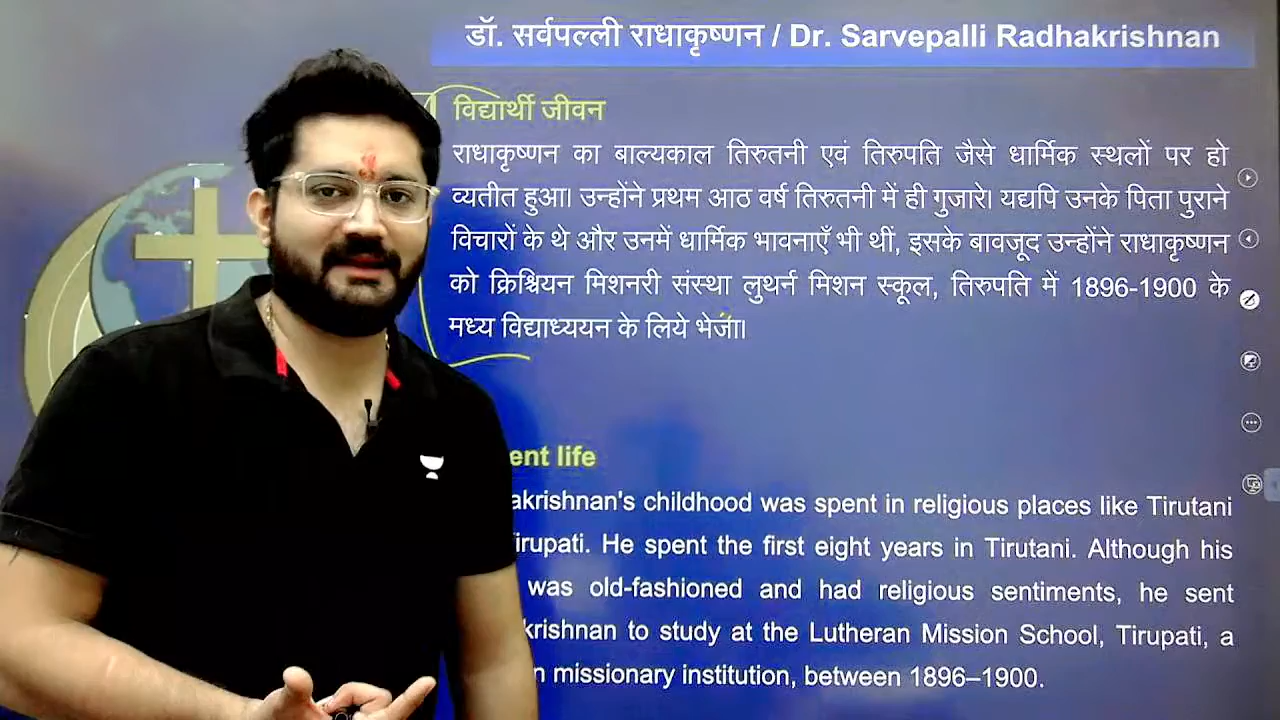 डॉ. सर्वपल्ली राधाकृष्णन / Dr. Sarvepalli Radhakrishnan
विद्यार्थी जीवन
राधाकृष्णन का बाल्यकाल तिरुतनी एवं तिरुपति जैसे धार्मिक स्थलों पर हो
व्यतीत हुआ। उन्होंने प्रथम आठ वर्ष तिरुतनी में ही गुजारे। यद्यपि उनके पिता पुराने
विचारों के थे और उनमें धार्मिक भावनाएँ भी थीं, इसके बावजूद उन्होंने राधाकृष्णन
को क्रिश्चियन मिशनरी संस्था लुथर्न मिशन स्कूल, तिरुपति में 1896-1900 के
मध्य विद्याध्ययन के लिये भेजा।
ent life
akrishnan's childhood was spent in religious places like Tirutani
irupati. He spent the first eight years in Tirutani. Although his
was old-fashioned and had religious sentiments, he sent
krishnan to study at the Lutheran Mission School, Tirupati, a
n missionary institution, between 1896–1900.